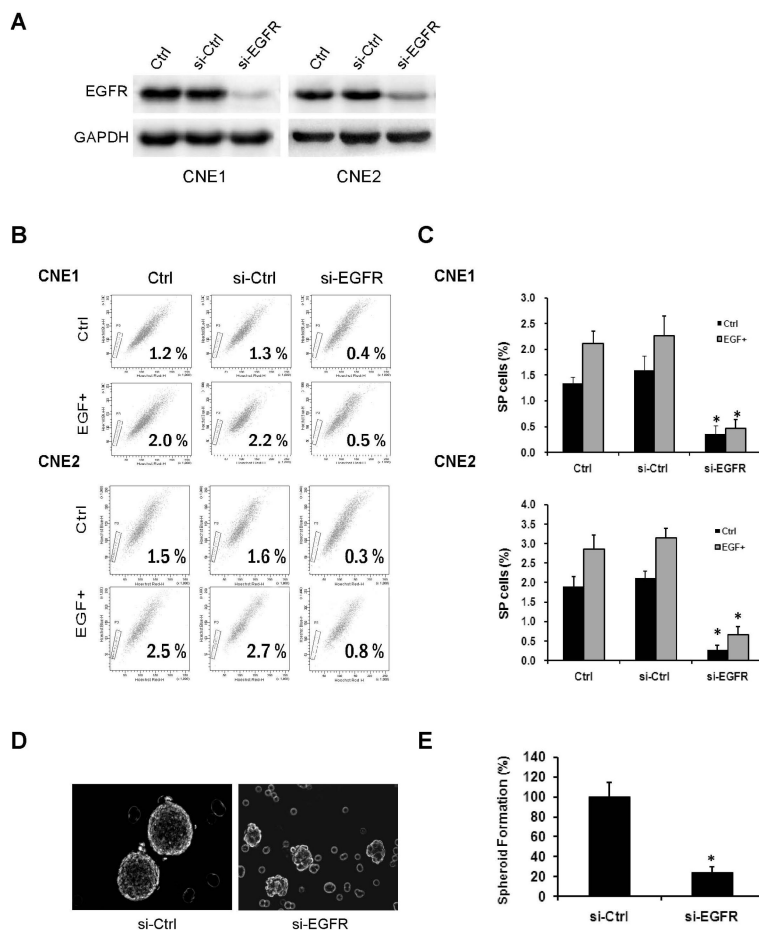 A
Ctrl si-Ctrl si-EGFR Ctrl si-Ctrl si-EGFR
EGFR
GAPDH
CNE1 CNE2
B
CNE1 Ctrl si-Ctrl si-EGFR
Ctrl
1.2 % 1.3 % 0.4 %
EGF+
2.0 % 2.2 % 0.5 %
CNE2
Ctrl
1.5 % 1.6 % 0.3 %
EGF+
2.5 % 2.7 % 0.8 %
C
CNE1
SP cells (%)
3.0
2.5
2.0
1.5
1.0
0.5
0.0
Ctrl
EGF+
* *
Ctrl si-Ctrl si-EGFR
CNE2
SP cells (%)
4.0
3.5
3.0
2.5
2.0
1.5
1.0
0.5
0.0
Ctrl
EGF+
* *
Ctrl si-Ctrl si-EGFR
D
si-Ctrl si-EGFR
E
Spheroid Formation (%)
140
120
100
80
60
40
20
0
*
si-Ctrl si-EGFR